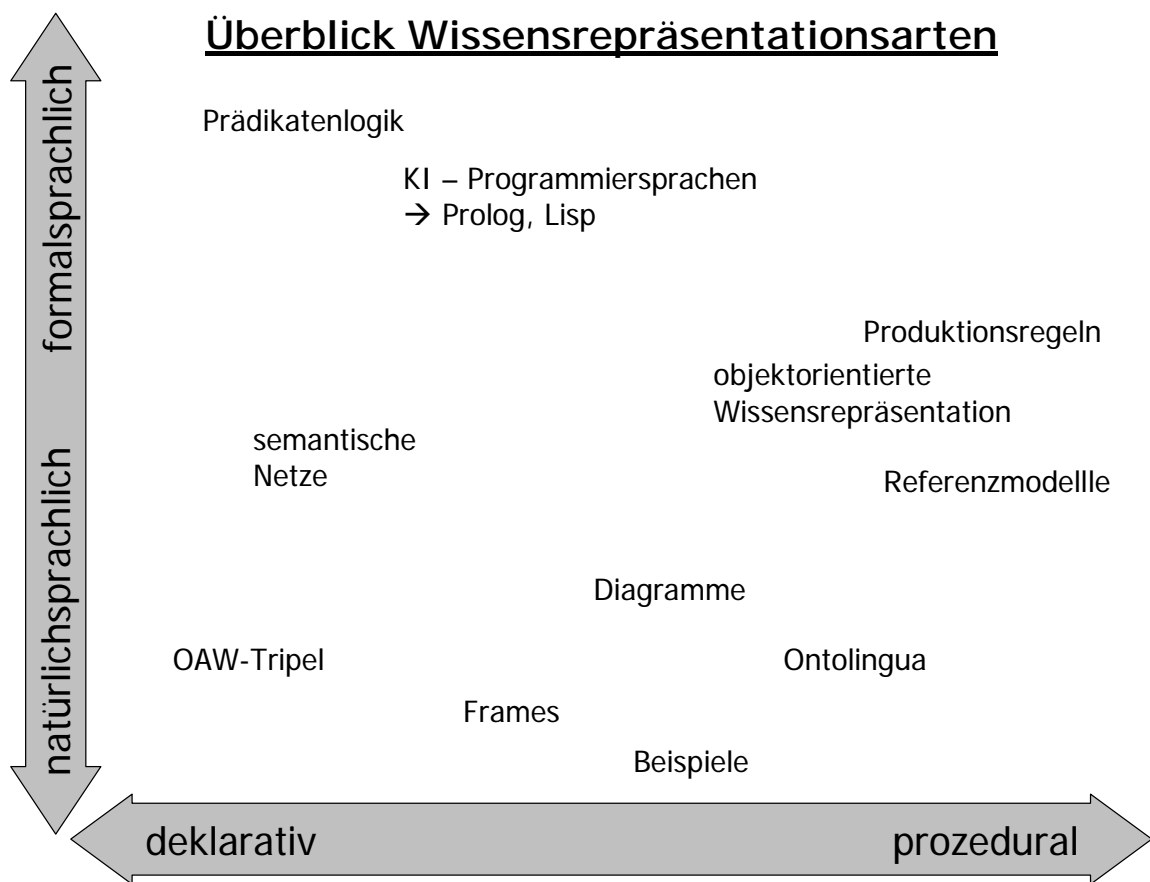 Überblick Wissensrepräsentationsarten
formalsprachlich
natürlichsprachlich
Prädikatenlogik
KI – Programmiersprachen
→ Prolog, Lisp
Produktionsregeln
objektorientierte
Wissensrepräsentation
semantische
Netze
Referenzmodellle
Diagramme
OAW-Tripel
Ontolingua
Frames
Beispiele
deklarativ
prozedural